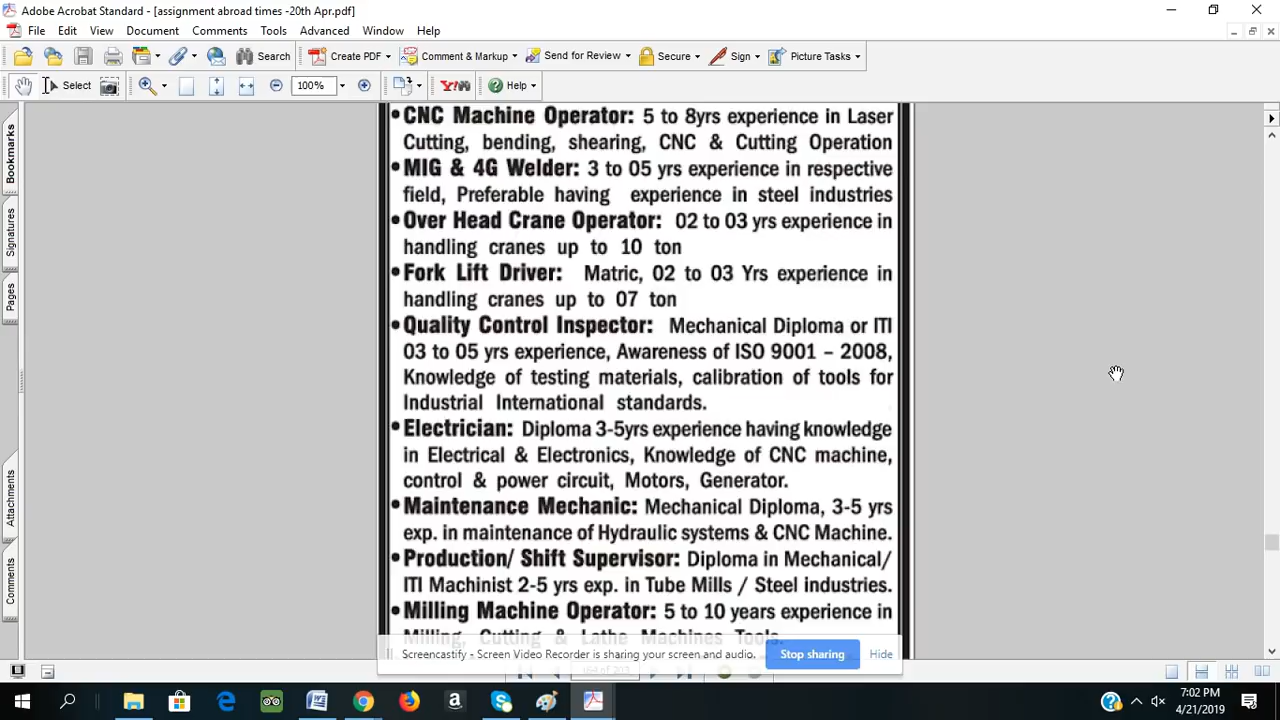 Adobe Acrobat Standard - [assignment abroad times -20th Apr.pdf]
File Edit View Document Comments Tools Advanced Window Help
Search Create PDF Comment & Markup Send for Review Secure Sign Picture Tasks
Select 100% Y! Help
Bookmarks
Signatures
Pages
Attachments
Comments
•CNC Machine Operator: 5 to 8yrs experience in Laser
Cutting, bending, shearing, CNC & Cutting Operation
•MIG & 4G Welder: 3 to 05 yrs experience in respective
field, Preferable having experience in steel industries
•Over Head Crane Operator: 02 to 03 yrs experience in
handling cranes up to 10 ton
•Fork Lift Driver: Matric, 02 to 03 Yrs experience in
handling cranes up to 07 ton
•Quality Control Inspector: Mechanical Diploma or ITI
03 to 05 yrs experience, Awareness of ISO 9001 – 2008,
Knowledge of testing materials, calibration of tools for
Industrial International standards.
•Electrician: Diploma 3-5yrs experience having knowledge
in Electrical & Electronics, Knowledge of CNC machine,
control & power circuit, Motors, Generator.
•Maintenance Mechanic: Mechanical Diploma, 3-5 yrs
exp. in maintenance of Hydraulic systems & CNC Machine.
•Production/ Shift Supervisor: Diploma in Mechanical/
ITI Machinist 2-5 yrs exp. in Tube Mills / Steel industries.
•Milling Machine Operator: 5 to 10 years experience in
Milling, Cutting & Lathe Machines Tools.
Screencastify - Screen Video Recorder is sharing your screen and audio. Stop sharing Hide
7:02 PM
4/21/2019